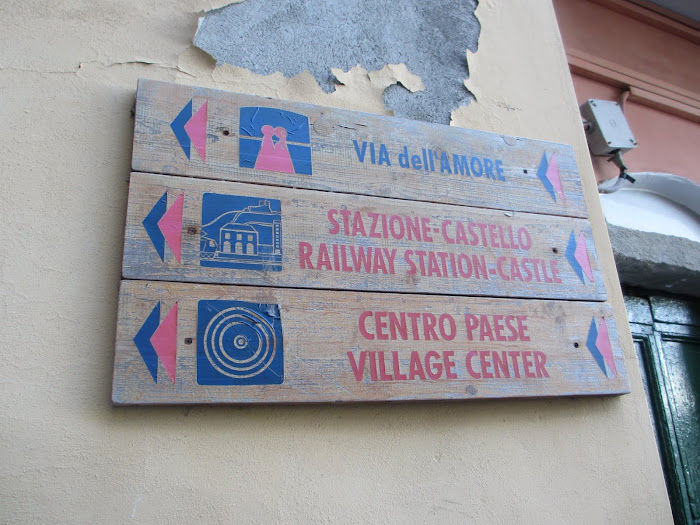 VIA dell'AMORE
STAZIONE-CASTELLO
RAILWAY STATION-CASTLE
CENTRO PAESE
VILLAGE CENTER